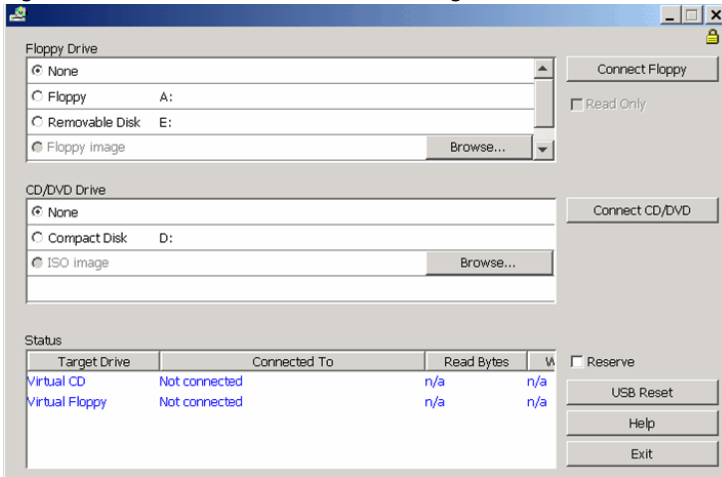 Floppy Drive
None
Floppy A:
Removable Disk E:
Floppy image Browse...
Connect Floppy
Read Only
CD/DVD Drive
None
Compact Disk D:
ISO image Browse...
Connect CD/DVD
Status
Target Drive Connected To Read Bytes
Virtual CD Not connected n/a n/a
Virtual Floppy Not connected n/a n/a
Reserve
USB Reset
Help
Exit